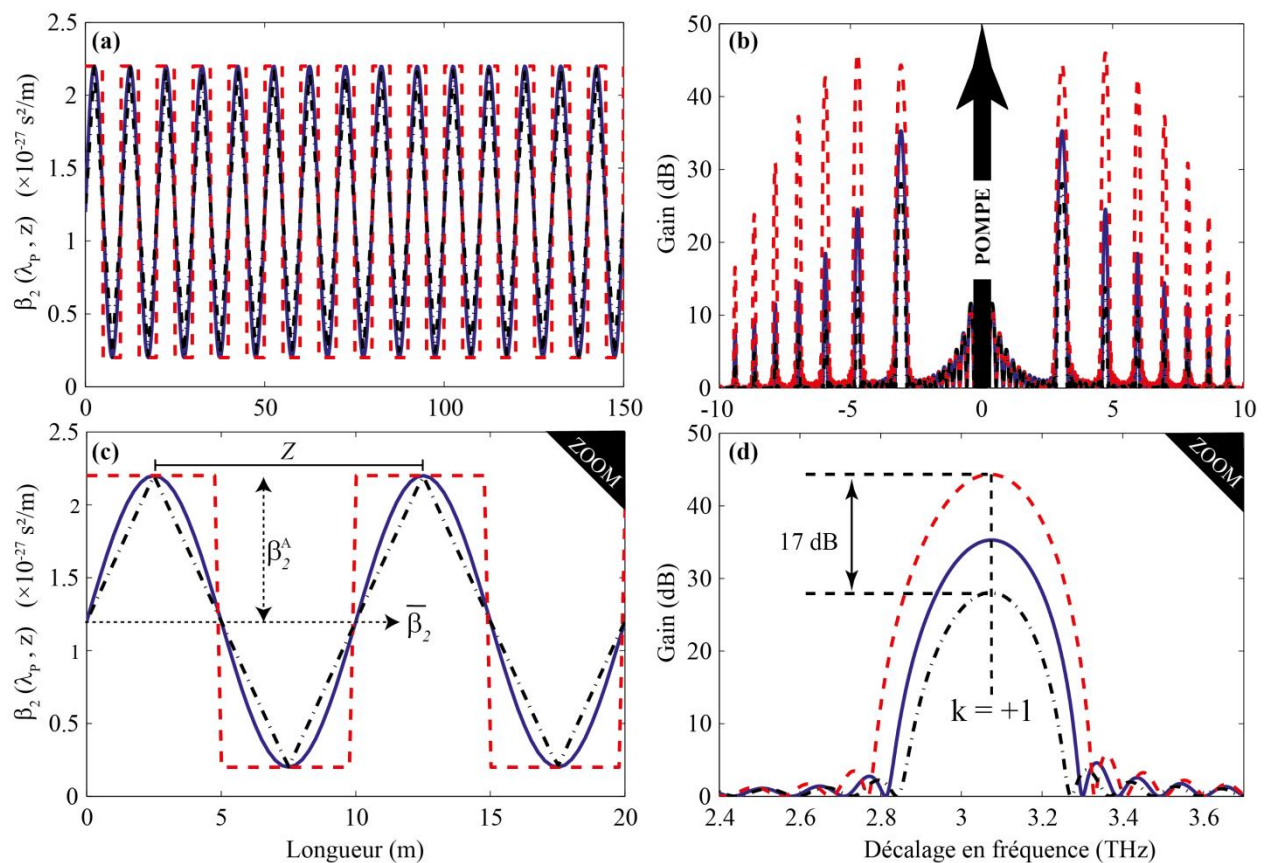 (a)
2.5
2
1.5
1
0.5
0
β₂ (λₚ, z) (×10⁻²⁷ s²/m)
0 50 100 150
(b)
50
40
30
20
10
0
Gain (dB)
POMPE
-10 -5 0 5 10
(c)
ZOOM
2.5
2
1.5
1
0.5
0
β₂ (λₚ, z) (×10⁻²⁷ s²/m)
Z
β₂ᴬ
β̅₂
0 5 10 15 20
Longueur (m)
(d)
ZOOM
50
40
30
20
10
0
Gain (dB)
17 dB
k = +1
2.4 2.6 2.8 3 3.2 3.4 3.6
Décalage en fréquence (THz)